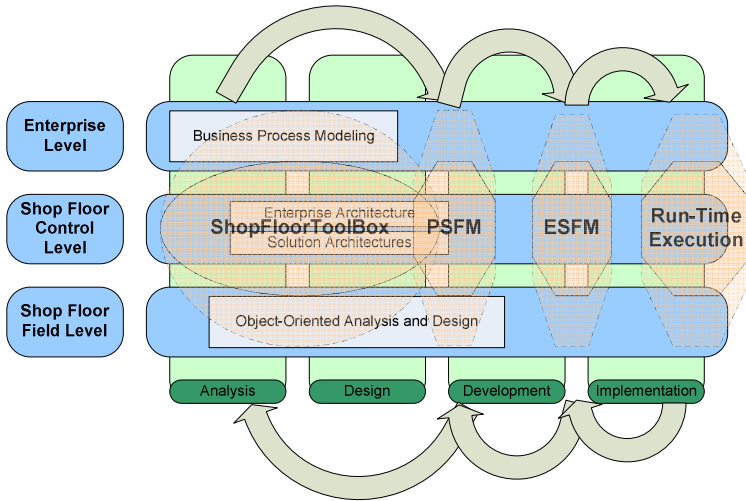 Enterprise
Level
Business Process Modeling
Shop Floor
Control
Level
Enterprise Architecture
ShopFloorToolBox
Solution Architectures
PSFM
ESFM
Run-Time
Execution
Shop Floor
Field Level
Object-Oriented Analysis and Design
Analysis
Design
Development
Implementation